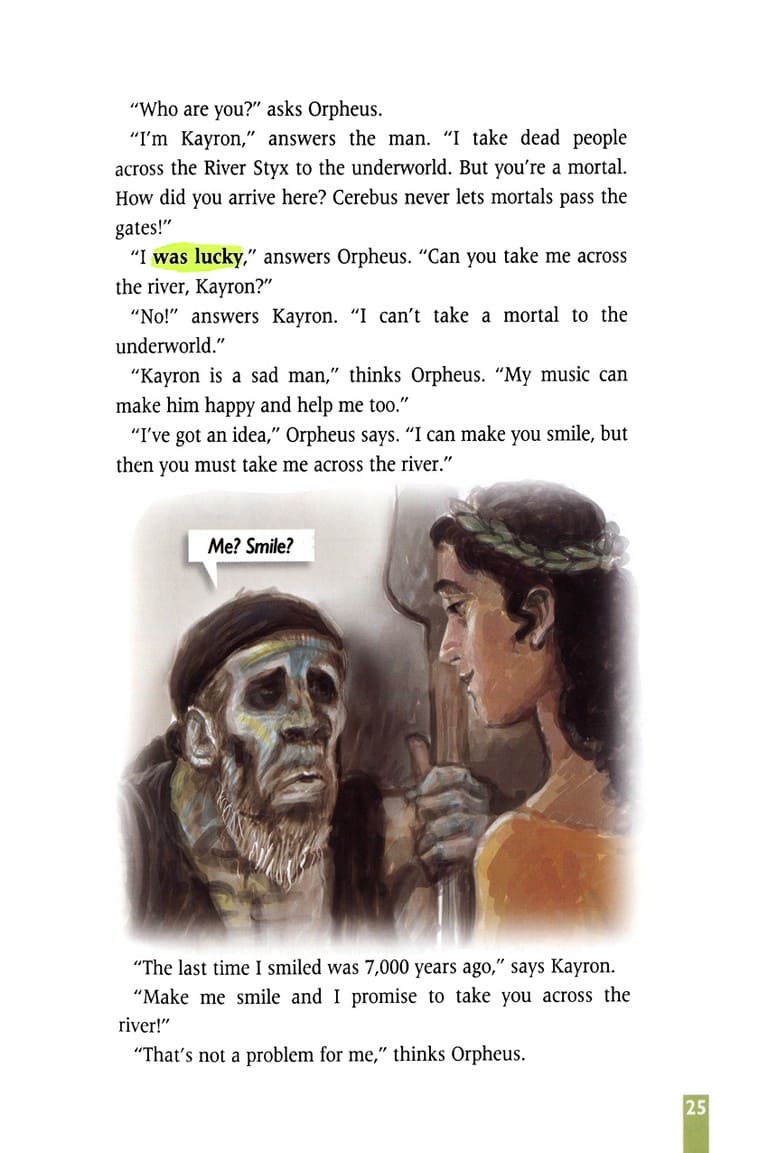 “Who are you?” asks Orpheus.
“I’m Kayron,” answers the man. “I take dead people
across the River Styx to the underworld. But you’re a mortal.
How did you arrive here? Cerebus never lets mortals pass the
gates!”
“I was lucky,” answers Orpheus. “Can you take me across
the river, Kayron?”
“No!” answers Kayron. “I can’t take a mortal to the
underworld.”
“Kayron is a sad man,” thinks Orpheus. “My music can
make him happy and help me too.”
“I’ve got an idea,” Orpheus says. “I can make you smile, but
then you must take me across the river.”
Me? Smile?
“The last time I smiled was 7,000 years ago,” says Kayron.
“Make me smile and I promise to take you across the
river!”
“That’s not a problem for me,” thinks Orpheus.
25